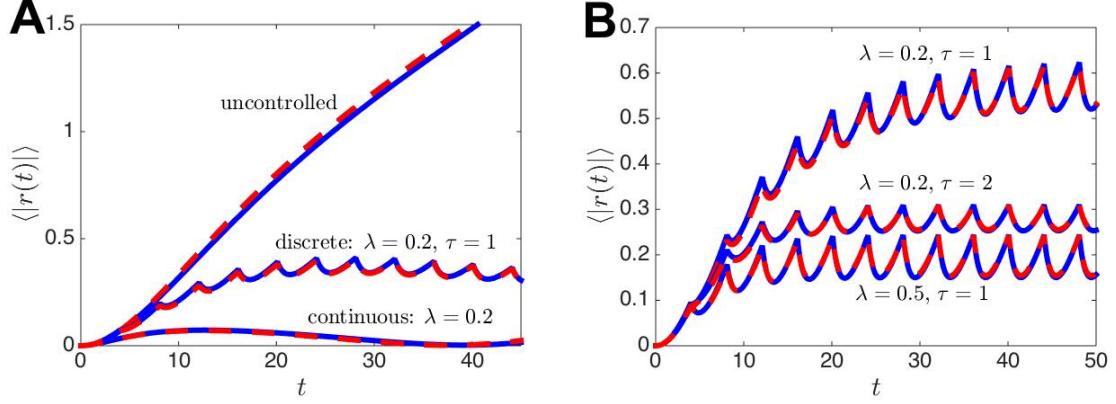 A
1.5
1
0.5
0
⟨|r(t)|⟩
uncontrolled
discrete: λ = 0.2, τ = 1
continuous: λ = 0.2
0 10 20 30 40
t
B
0.7
0.6
0.5
0.4
0.3
0.2
0.1
0
⟨|r(t)|⟩
λ = 0.2, τ = 1
λ = 0.2, τ = 2
λ = 0.5, τ = 1
0 10 20 30 40 50
t